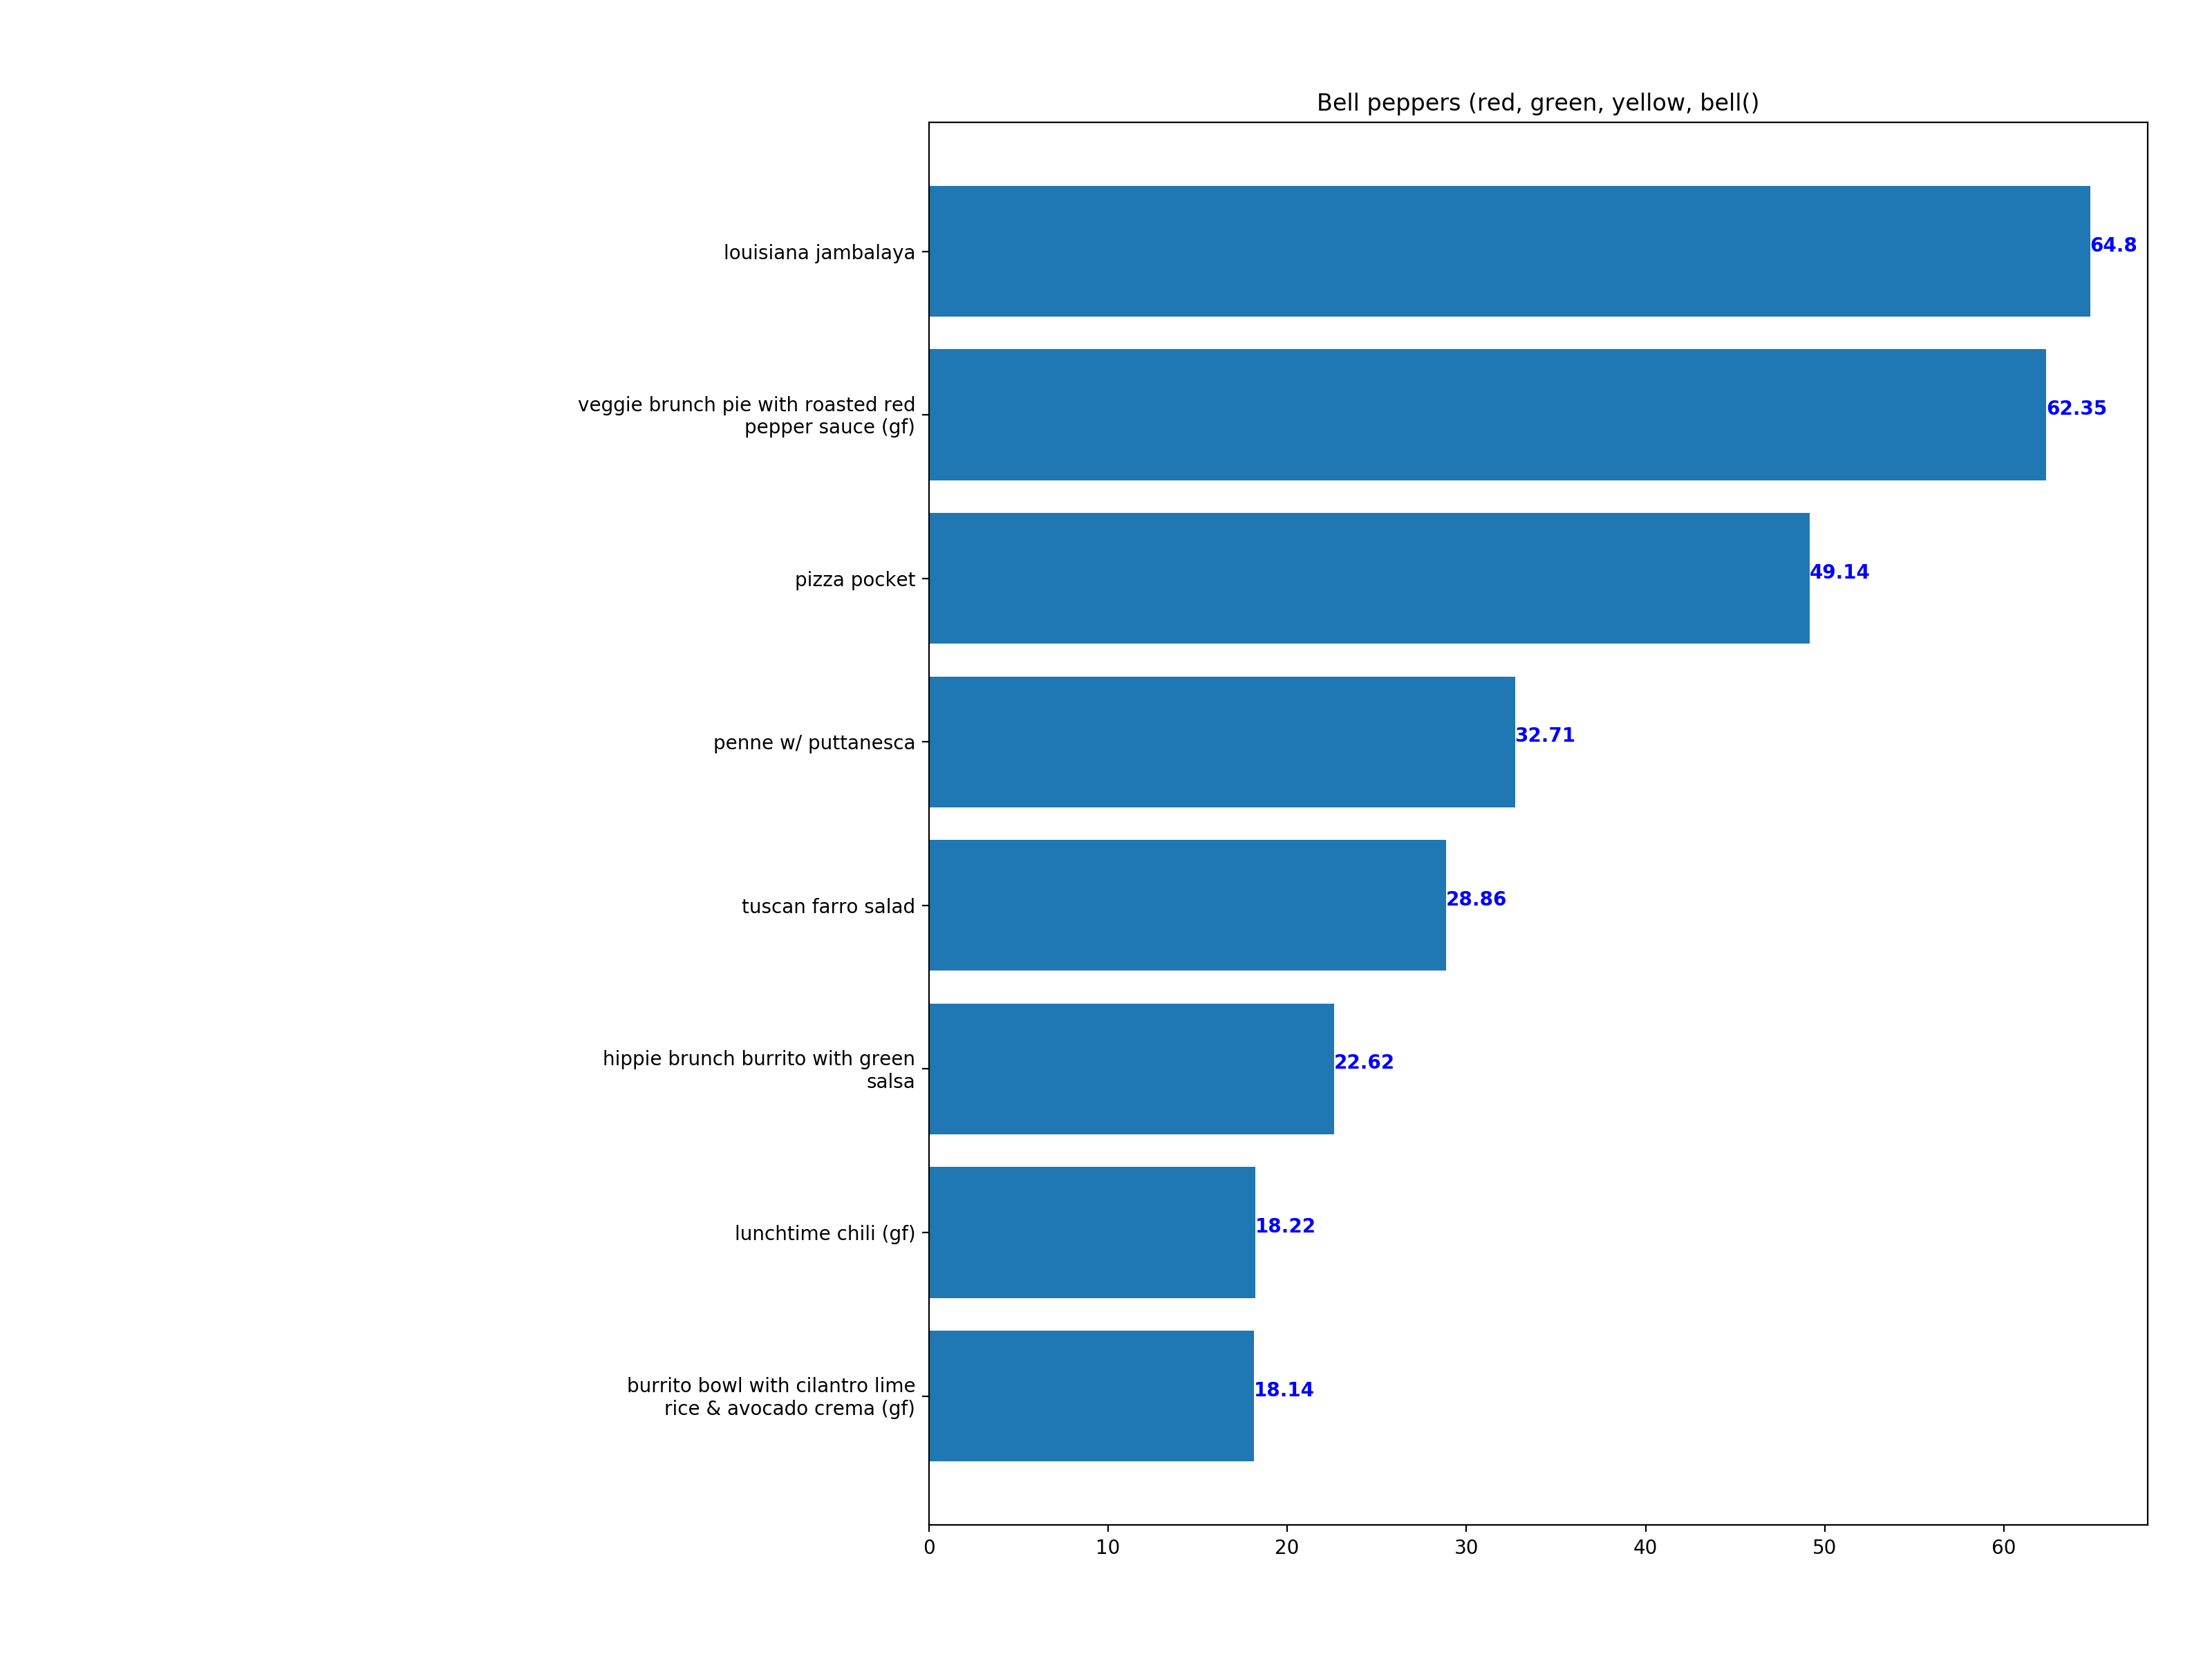 Bell peppers (red, green, yellow, bell()
louisiana jambalaya
64.8
veggie brunch pie with roasted red
pepper sauce (gf)
62.35
pizza pocket
49.14
penne w/ puttanesca
32.71
tuscan farro salad
28.86
hippie brunch burrito with green
salsa
22.62
lunchtime chili (gf)
18.22
burrito bowl with cilantro lime
rice & avocado crema (gf)
18.14
0 10 20 30 40 50 60